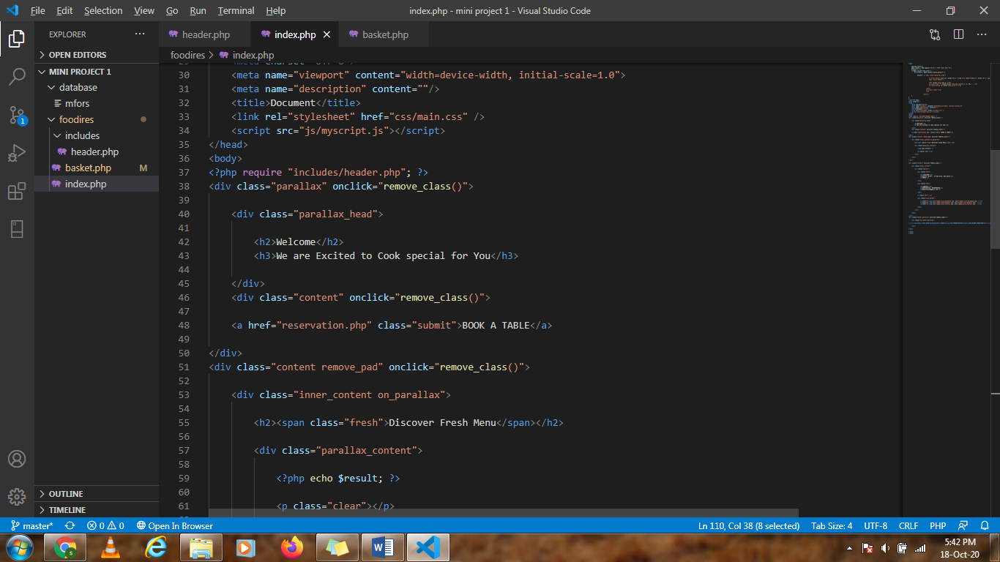 File Edit Selection View Go Run Terminal Help
index.php - mini project 1 - Visual Studio Code
EXPLORER
OPEN EDITORS
MINI PROJECT 1
database
mfors
foodires
includes
header.php
basket.php M
index.php
OUTLINE
TIMELINE
header.php index.php basket.php
foodires > index.php
30 <meta name="viewport" content="width=device-width, initial-scale=1.0">
31 <meta name="description" content=""/>
32 <title>Document</title>
33 <link rel="stylesheet" href="css/main.css" />
34 <script src="js/myscript.js"></script>
35 </head>
36 <body>
37 <?php require "includes/header.php"; ?>
38 <div class="parallax" onclick="remove_class()">
39
40 <div class="parallax_head">
41
42 <h2>Welcome</h2>
43 <h3>We are Excited to Cook special for You</h3>
44
45 </div>
46 <div class="content" onclick="remove_class()">
47
48 <a href="reservation.php" class="submit">BOOK A TABLE</a>
49
50 </div>
51 <div class="content remove_pad" onclick="remove_class()">
52
53 <div class="inner_content on_parallax">
54
55 <h2><span class="fresh">Discover Fresh Menu</span></h2>
56
57 <div class="parallax_content">
58
59 <?php echo $result; ?>
60
61 <p class="clear"></p>
1
master* 0 0 Open In Browser
Ln 110, Col 38 (8 selected) Tab Size: 4 UTF-8 CRLF PHP
5:42 PM
18-Oct-20